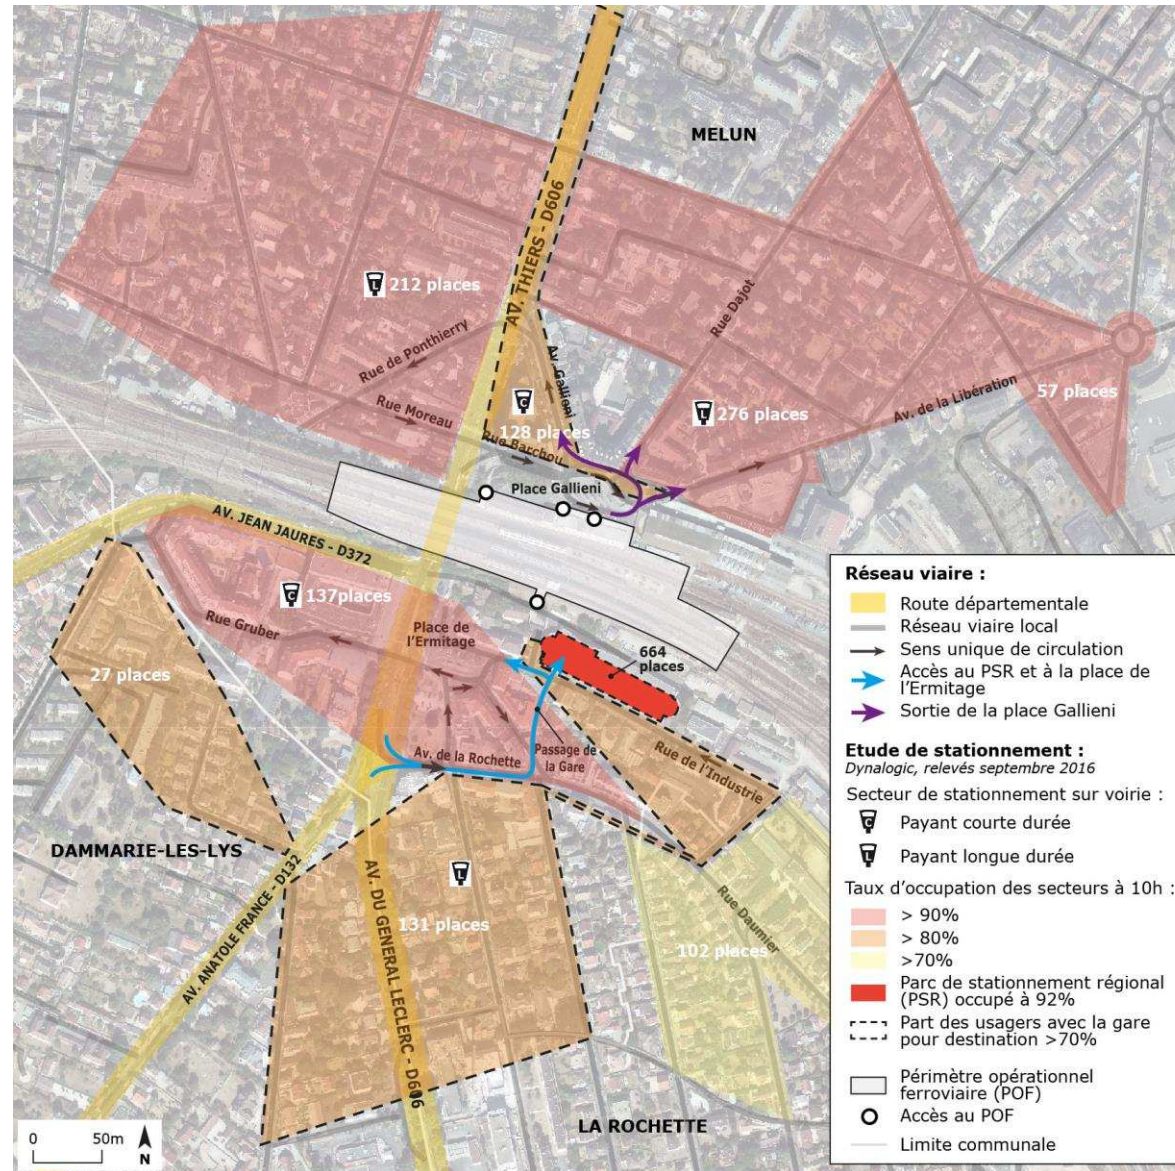 MELUN
AV. THIERS - D606
212 places
Rue Dajot
Rue de Ponthierry
Av. Gallieni
Rue Moreau
128 places
276 places
Av. de la Libération
57 places
Rue Barchou
Place Gallieni
AV. JEAN JAURES - D372
137places
Rue Gruber
Place de
l'Ermitage
664
places
27 places
Av. de la Rochette
Passage de
la Gare
Rue de l'Industrie
DAMMARIE-LES-LYS
AV. ANATOLE FRANCE - D132
AV. DU GENERAL LECLERC - D606
131 places
Rue Daumier
102 places
LA ROCHETTE
0 50m
N
Réseau viaire :
Route départementale
Réseau viaire local
Sens unique de circulation
Accès au PSR et à la place de
l'Ermitage
Sortie de la place Gallieni
Etude de stationnement :
Dynalogic, relevés septembre 2016
Secteur de stationnement sur voirie :
C Payant courte durée
L Payant longue durée
Taux d'occupation des secteurs à 10h :
> 90%
> 80%
>70%
Parc de stationnement régional
(PSR) occupé à 92%
Part des usagers avec la gare
pour destination >70%
Périmètre opérationnel
ferroviaire (POF)
Accès au POF
Limite communale